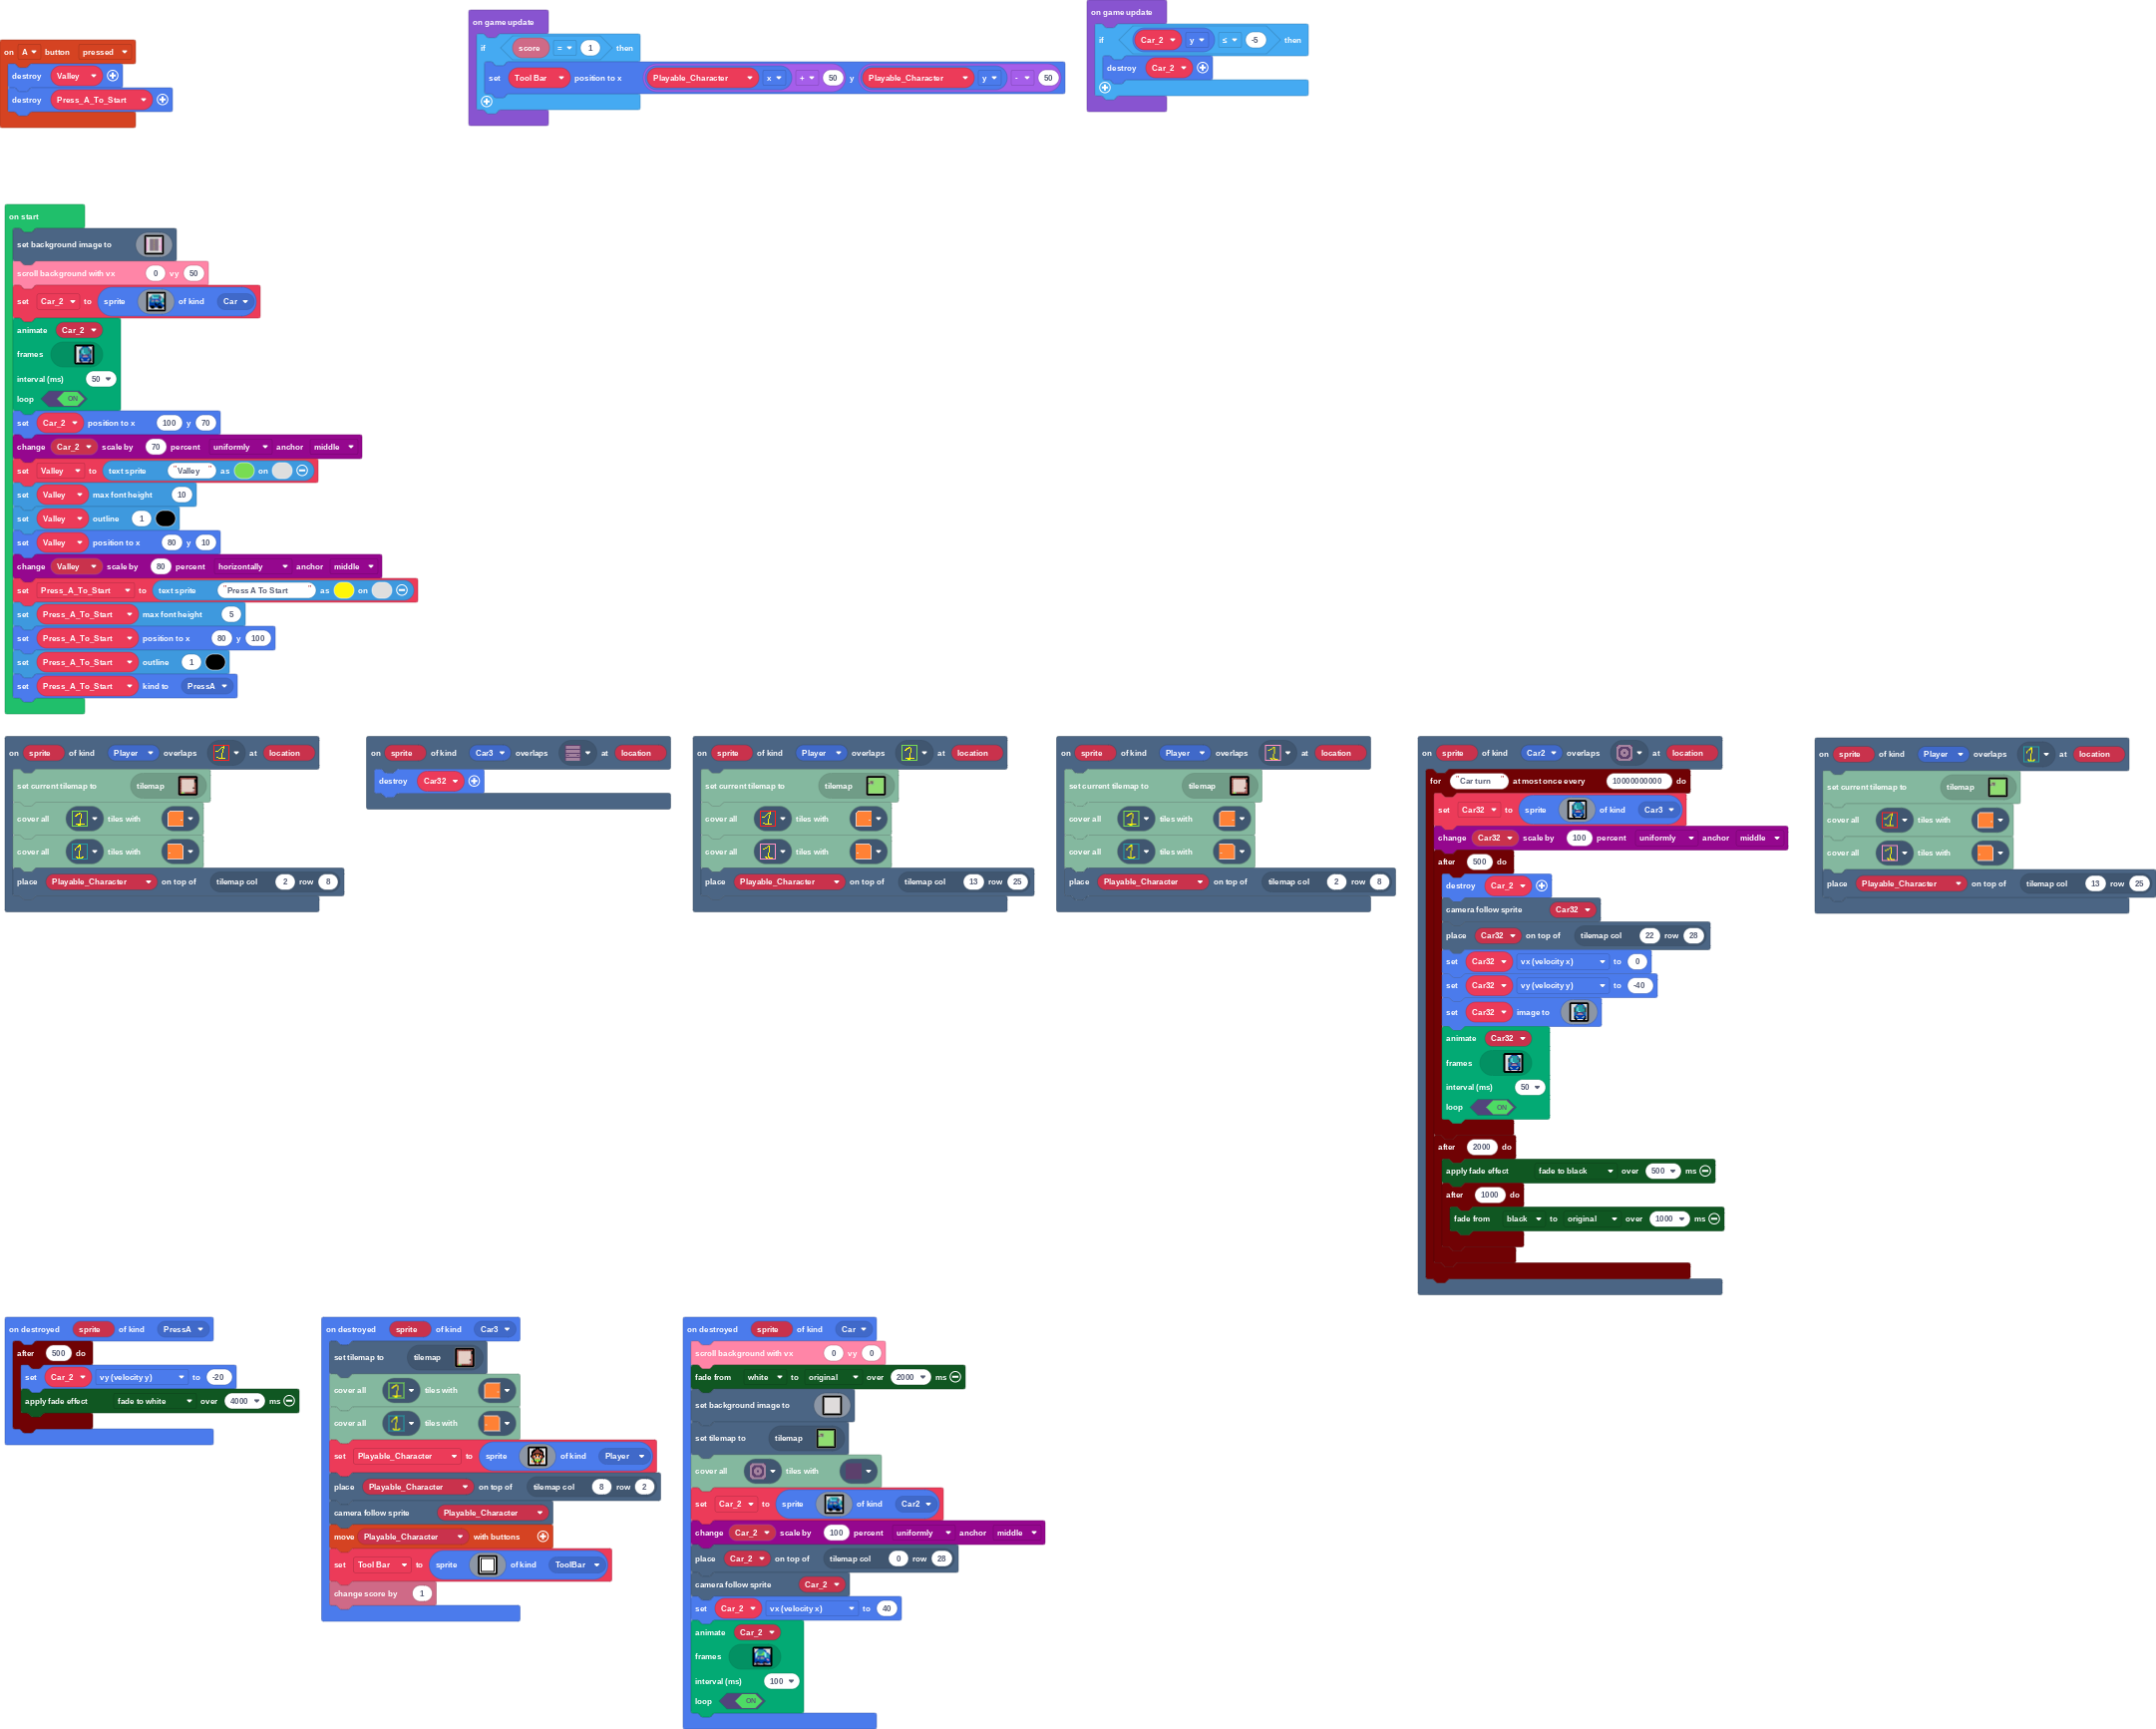 on A button pressed
destroy Valley
destroy Press_A_To_Start
on game update
if score = 1 then
set Tool Bar position to x Playable_Character x + 50 y Playable_Character y - 50
on game update
if Car_2 y ≤ -5 then
destroy Car_2
on start
set background image to
scroll background with vx 0 vy 50
set Car_2 to sprite of kind Car
animate Car_2
frames
interval (ms) 50
loop ON
set Car_2 position to x 100 y 70
change Car_2 scale by 70 percent uniformly anchor middle
set Valley to text sprite "Valley" as on
set Valley max font height 10
set Valley outline 1
set Valley position to x 80 y 10
change Valley scale by 80 percent horizontally anchor middle
set Press_A_To_Start to text sprite "Press A To Start" as on
set Press_A_To_Start max font height 5
set Press_A_To_Start position to x 80 y 100
set Press_A_To_Start outline 1
set Press_A_To_Start kind to PressA
on sprite of kind Player overlaps at location
set current tilemap to tilemap
cover all tiles with
cover all tiles with
place Playable_Character on top of tilemap col 2 row 8
on sprite of kind Car3 overlaps at location
destroy Car32
on sprite of kind Player overlaps at location
set current tilemap to tilemap
cover all tiles with
cover all tiles with
place Playable_Character on top of tilemap col 13 row 25
on sprite of kind Player overlaps at location
set current tilemap to tilemap
cover all tiles with
cover all tiles with
place Playable_Character on top of tilemap col 2 row 8
on sprite of kind Car2 overlaps at location
for "Car turn" at most once every 10000000000 do
set Car32 to sprite of kind Car3
change Car32 scale by 100 percent uniformly anchor middle
after 500 do
destroy Car_2
camera follow sprite Car32
place Car32 on top of tilemap col 22 row 28
set Car32 vx (velocity x) to 0
set Car32 vy (velocity y) to -40
set Car32 image to
animate Car32
frames
interval (ms) 50
loop ON
after 2000 do
apply fade effect fade to black over 500 ms
after 1000 do
fade from black to original over 1000 ms
on sprite of kind Player overlaps at location
set current tilemap to tilemap
cover all tiles with
cover all tiles with
place Playable_Character on top of tilemap col 13 row 25
on destroyed sprite of kind PressA
after 500 do
set Car_2 vy (velocity y) to -20
apply fade effect fade to white over 4000 ms
on destroyed sprite of kind Car3
set tilemap to tilemap
cover all tiles with
cover all tiles with
set Playable_Character to sprite of kind Player
place Playable_Character on top of tilemap col 8 row 2
camera follow sprite Playable_Character
move Playable_Character with buttons
set Tool Bar to sprite of kind ToolBar
change score by 1
on destroyed sprite of kind Car
scroll background with vx 0 vy 0
fade from white to original over 2000 ms
set background image to
set tilemap to tilemap
cover all tiles with
set Car_2 to sprite of kind Car2
change Car_2 scale by 100 percent uniformly anchor middle
place Car_2 on top of tilemap col 0 row 28
camera follow sprite Car_2
set Car_2 vx (velocity x) to 40
animate Car_2
frames
interval (ms) 100
loop ON